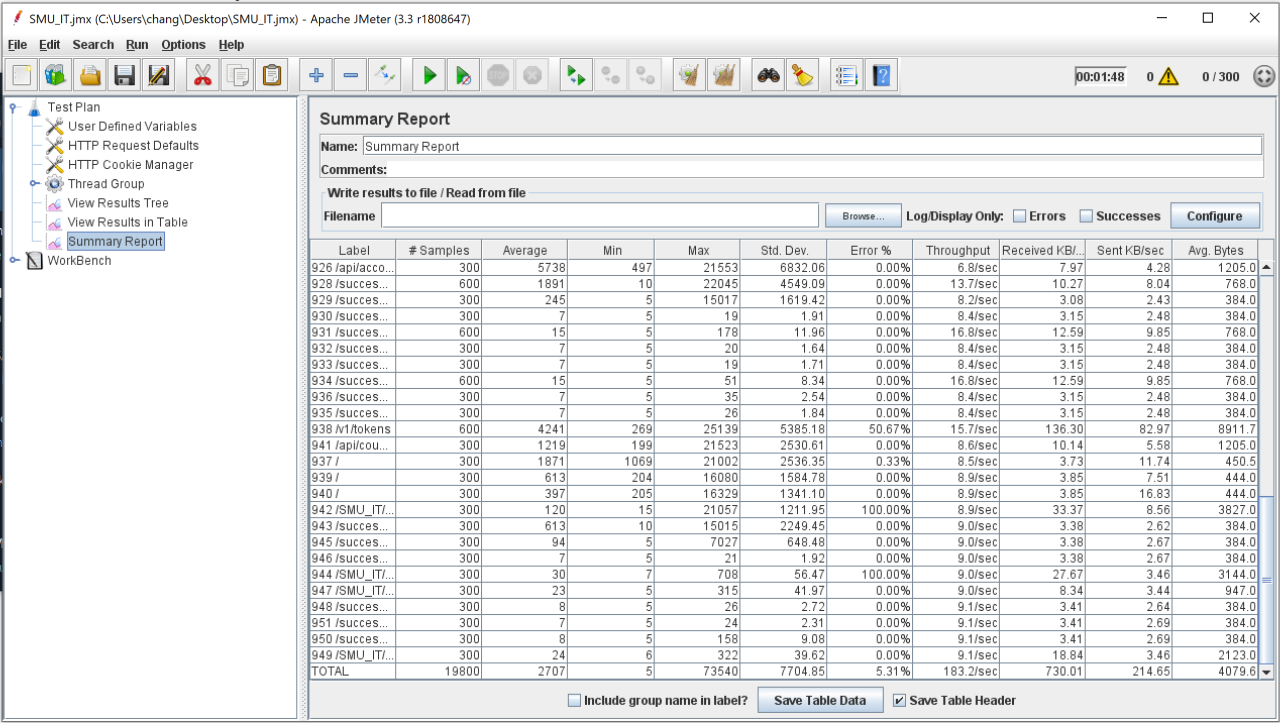 SMU_IT.jmx (C:\Users\chang\Desktop\SMU_IT.jmx) - Apache JMeter (3.3 r1808647)
File Edit Search Run Options Help
00:01:48 0 0 / 300
Test Plan
User Defined Variables
HTTP Request Defaults
HTTP Cookie Manager
Thread Group
View Results Tree
View Results in Table
Summary Report
WorkBench
Summary Report
Name: Summary Report
Comments:
Write results to file / Read from file
Filename Browse... Log/Display Only: Errors Successes Configure
Label # Samples Average Min Max Std. Dev. Error % Throughput Received KB/... Sent KB/sec Avg. Bytes
926 /api/acco... 300 5738 497 21553 6832.06 0.00% 6.8/sec 7.97 4.28 1205.0
928 /succes... 600 1891 10 22045 4549.09 0.00% 13.7/sec 10.27 8.04 768.0
929 /succes... 300 245 5 15017 1619.42 0.00% 8.2/sec 3.08 2.43 384.0
930 /succes... 300 7 5 19 1.91 0.00% 8.4/sec 3.15 2.48 384.0
931 /succes... 600 15 5 178 11.96 0.00% 16.8/sec 12.59 9.85 768.0
932 /succes... 300 7 5 20 1.64 0.00% 8.4/sec 3.15 2.48 384.0
933 /succes... 300 7 5 19 1.71 0.00% 8.4/sec 3.15 2.48 384.0
934 /succes... 600 15 5 51 8.34 0.00% 16.8/sec 12.59 9.85 768.0
936 /succes... 300 7 5 35 2.54 0.00% 8.4/sec 3.15 2.48 384.0
935 /succes... 300 7 5 26 1.84 0.00% 8.4/sec 3.15 2.48 384.0
938 /v1/tokens 600 4241 269 25139 5385.18 50.67% 15.7/sec 136.30 82.97 8911.7
941 /api/cou... 300 1219 199 21523 2530.61 0.00% 8.6/sec 10.14 5.58 1205.0
937 / 300 1871 1069 21002 2536.35 0.33% 8.5/sec 3.73 11.74 450.5
939 / 300 613 204 16080 1584.78 0.00% 8.9/sec 3.85 7.51 444.0
940 / 300 397 205 16329 1341.10 0.00% 8.9/sec 3.85 16.83 444.0
942 /SMU_IT/... 300 120 15 21057 1211.95 100.00% 8.9/sec 33.37 8.56 3827.0
943 /succes... 300 613 10 15015 2249.45 0.00% 9.0/sec 3.38 2.62 384.0
945 /succes... 300 94 5 7027 648.48 0.00% 9.0/sec 3.38 2.67 384.0
946 /succes... 300 7 5 21 1.92 0.00% 9.0/sec 3.38 2.67 384.0
944 /SMU_IT/... 300 30 7 708 56.47 100.00% 9.0/sec 27.67 3.46 3144.0
947 /SMU_IT/... 300 23 5 315 41.97 0.00% 9.0/sec 8.34 3.44 947.0
948 /succes... 300 8 5 26 2.72 0.00% 9.1/sec 3.41 2.64 384.0
951 /succes... 300 7 5 24 2.31 0.00% 9.1/sec 3.41 2.69 384.0
950 /succes... 300 8 5 158 9.08 0.00% 9.1/sec 3.41 2.69 384.0
949 /SMU_IT/... 300 24 6 322 39.62 0.00% 9.1/sec 18.84 3.46 2123.0
TOTAL 19800 2707 5 73540 7704.85 5.31% 183.2/sec 730.01 214.65 4079.6
Include group name in label? Save Table Data Save Table Header